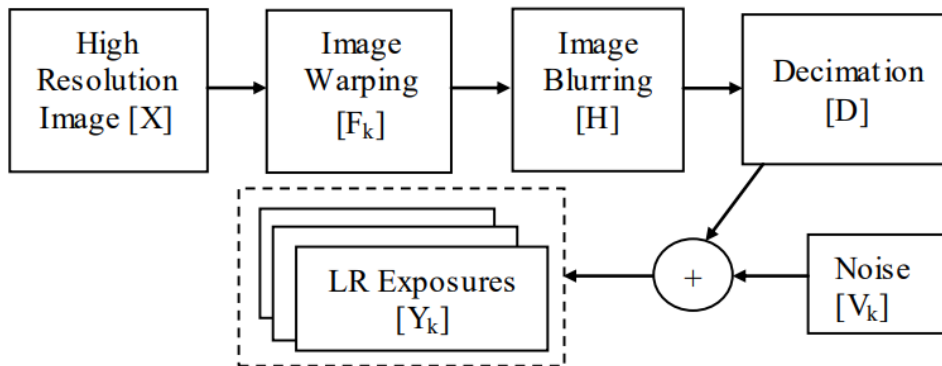 High
Resolution
Image [X]
Image
Warping
[Fₖ]
Image
Blurring
[H]
Decimation
[D]
+
Noise
[Vₖ]
LR Exposures
[Yₖ]